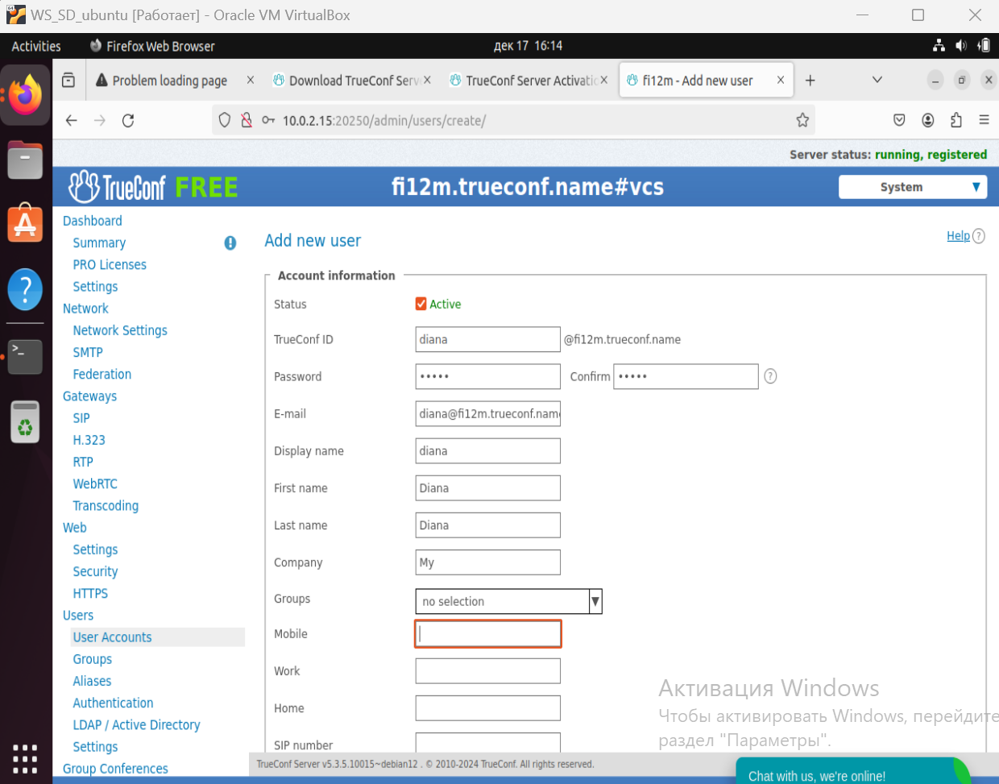 WS_SD_ubuntu [Работает] - Oracle VM VirtualBox
Activities Firefox Web Browser дек 17 16:14
Problem loading page Download TrueConf Serv TrueConf Server Activatio fi12m - Add new user
10.0.2.15:20250/admin/users/create/
Server status: running, registered
TrueConf FREE fi12m.trueconf.name#vcs System
Dashboard
Summary
PRO Licenses
Settings
Network
Network Settings
SMTP
Federation
Gateways
SIP
H.323
RTP
WebRTC
Transcoding
Web
Settings
Security
HTTPS
Users
User Accounts
Groups
Aliases
Authentication
LDAP / Active Directory
Settings
Group Conferences
Add new user Help ?
Account information
Status Active
TrueConf ID diana @fi12m.trueconf.name
Password ••••• Confirm ••••• ?
E-mail diana@fi12m.trueconf.name
Display name diana
First name Diana
Last name Diana
Company My
Groups no selection
Mobile
Work
Home
SIP number
Активация Windows
Чтобы активировать Windows, перейдите
раздел "Параметры".
TrueConf Server v5.3.5.10015~debian12 . © 2010-2024 TrueConf. All rights reserved.
Chat with us, we're online!